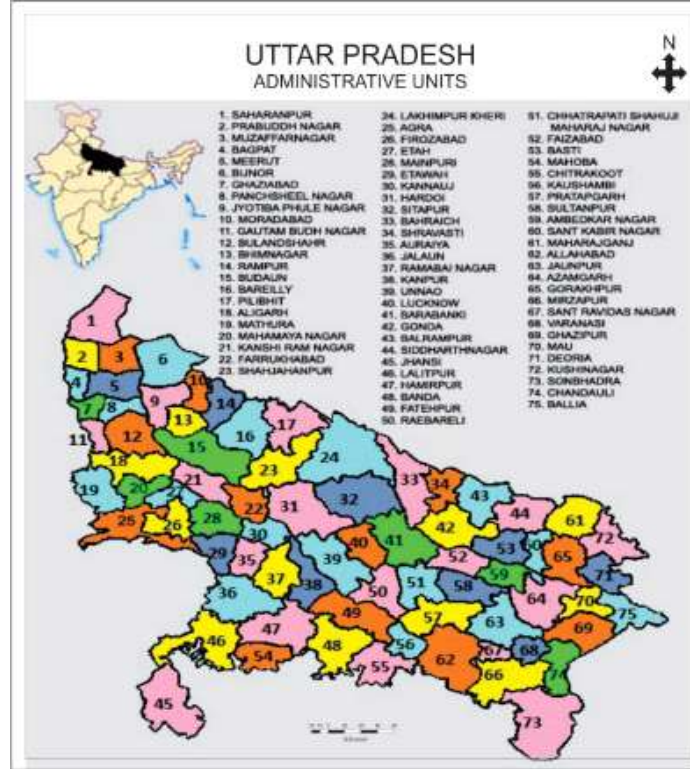 UTTAR PRADESH
ADMINISTRATIVE UNITS
N
1. SAHARANPUR
2. PRABUDDH NAGAR
3. MUZAFFARNAGAR
4. BAGPAT
5. MEERUT
6. BIJNOR
7. GHAZIABAD
8. PANCHSHEEL NAGAR
9. JYOTIBA PHULE NAGAR
10. MORADABAD
11. GAUTAM BUDH NAGAR
12. BULANDSHAHR
13. BHIMNAGAR
14. RAMPUR
15. BUDAUN
16. BAREILLY
17. PILIBHIT
18. ALIGARH
19. MATHURA
20. MAHAMAYA NAGAR
21. KANSHI RAM NAGAR
22. FARRUKHABAD
23. SHAHJAHANPUR
24. LAKHIMPUR KHERI
25. AGRA
26. FIROZABAD
27. ETAH
28. MAINPURI
29. ETAWAH
30. KANNAUJ
31. HARDOI
32. SITAPUR
33. BAHRAICH
34. SHRAVASTI
35. AURAIYA
36. JALAUN
37. RAMABAI NAGAR
38. KANPUR
39. UNNAO
40. LUCKNOW
41. BARABANKI
42. GONDA
43. BALRAMPUR
44. SIDDHARTHNAGAR
45. JHANSI
46. LALITPUR
47. HAMIRPUR
48. BANDA
49. FATEHPUR
50. RAEBARELI
51. CHHATRAPATI SHAHUJI
MAHARAJ NAGAR
52. FAIZABAD
53. BASTI
54. MAHOBA
55. CHITRAKOOT
56. KAUSHAMBI
57. PRATAPGARH
58. SULTANPUR
59. AMBEDKAR NAGAR
60. SANT KABIR NAGAR
61. MAHARAJGANJ
62. ALLAHABAD
63. JAUNPUR
64. AZAMGARH
65. GORAKHPUR
66. MIRZAPUR
67. SANT RAVIDAS NAGAR
68. VARANASI
69. GHAZIPUR
70. MAU
71. DEORIA
72. KUSHINAGAR
73. SONBHADRA
74. CHANDAULI
75. BALLIA
1
2 3 6
4 5 10
7 8 9 14
11 12 13 16 17
15 24
18 23
19 20 21 32 33 34 43
27 22 31 44 61
25 26 28 42 72
30 40 41 53 60 65
29 35 39 52 71
37 38 51 58 59
36 50 64 70 75
49 57 63 69
46 47 48 56
54 55 62 67 68 74
66
45 73